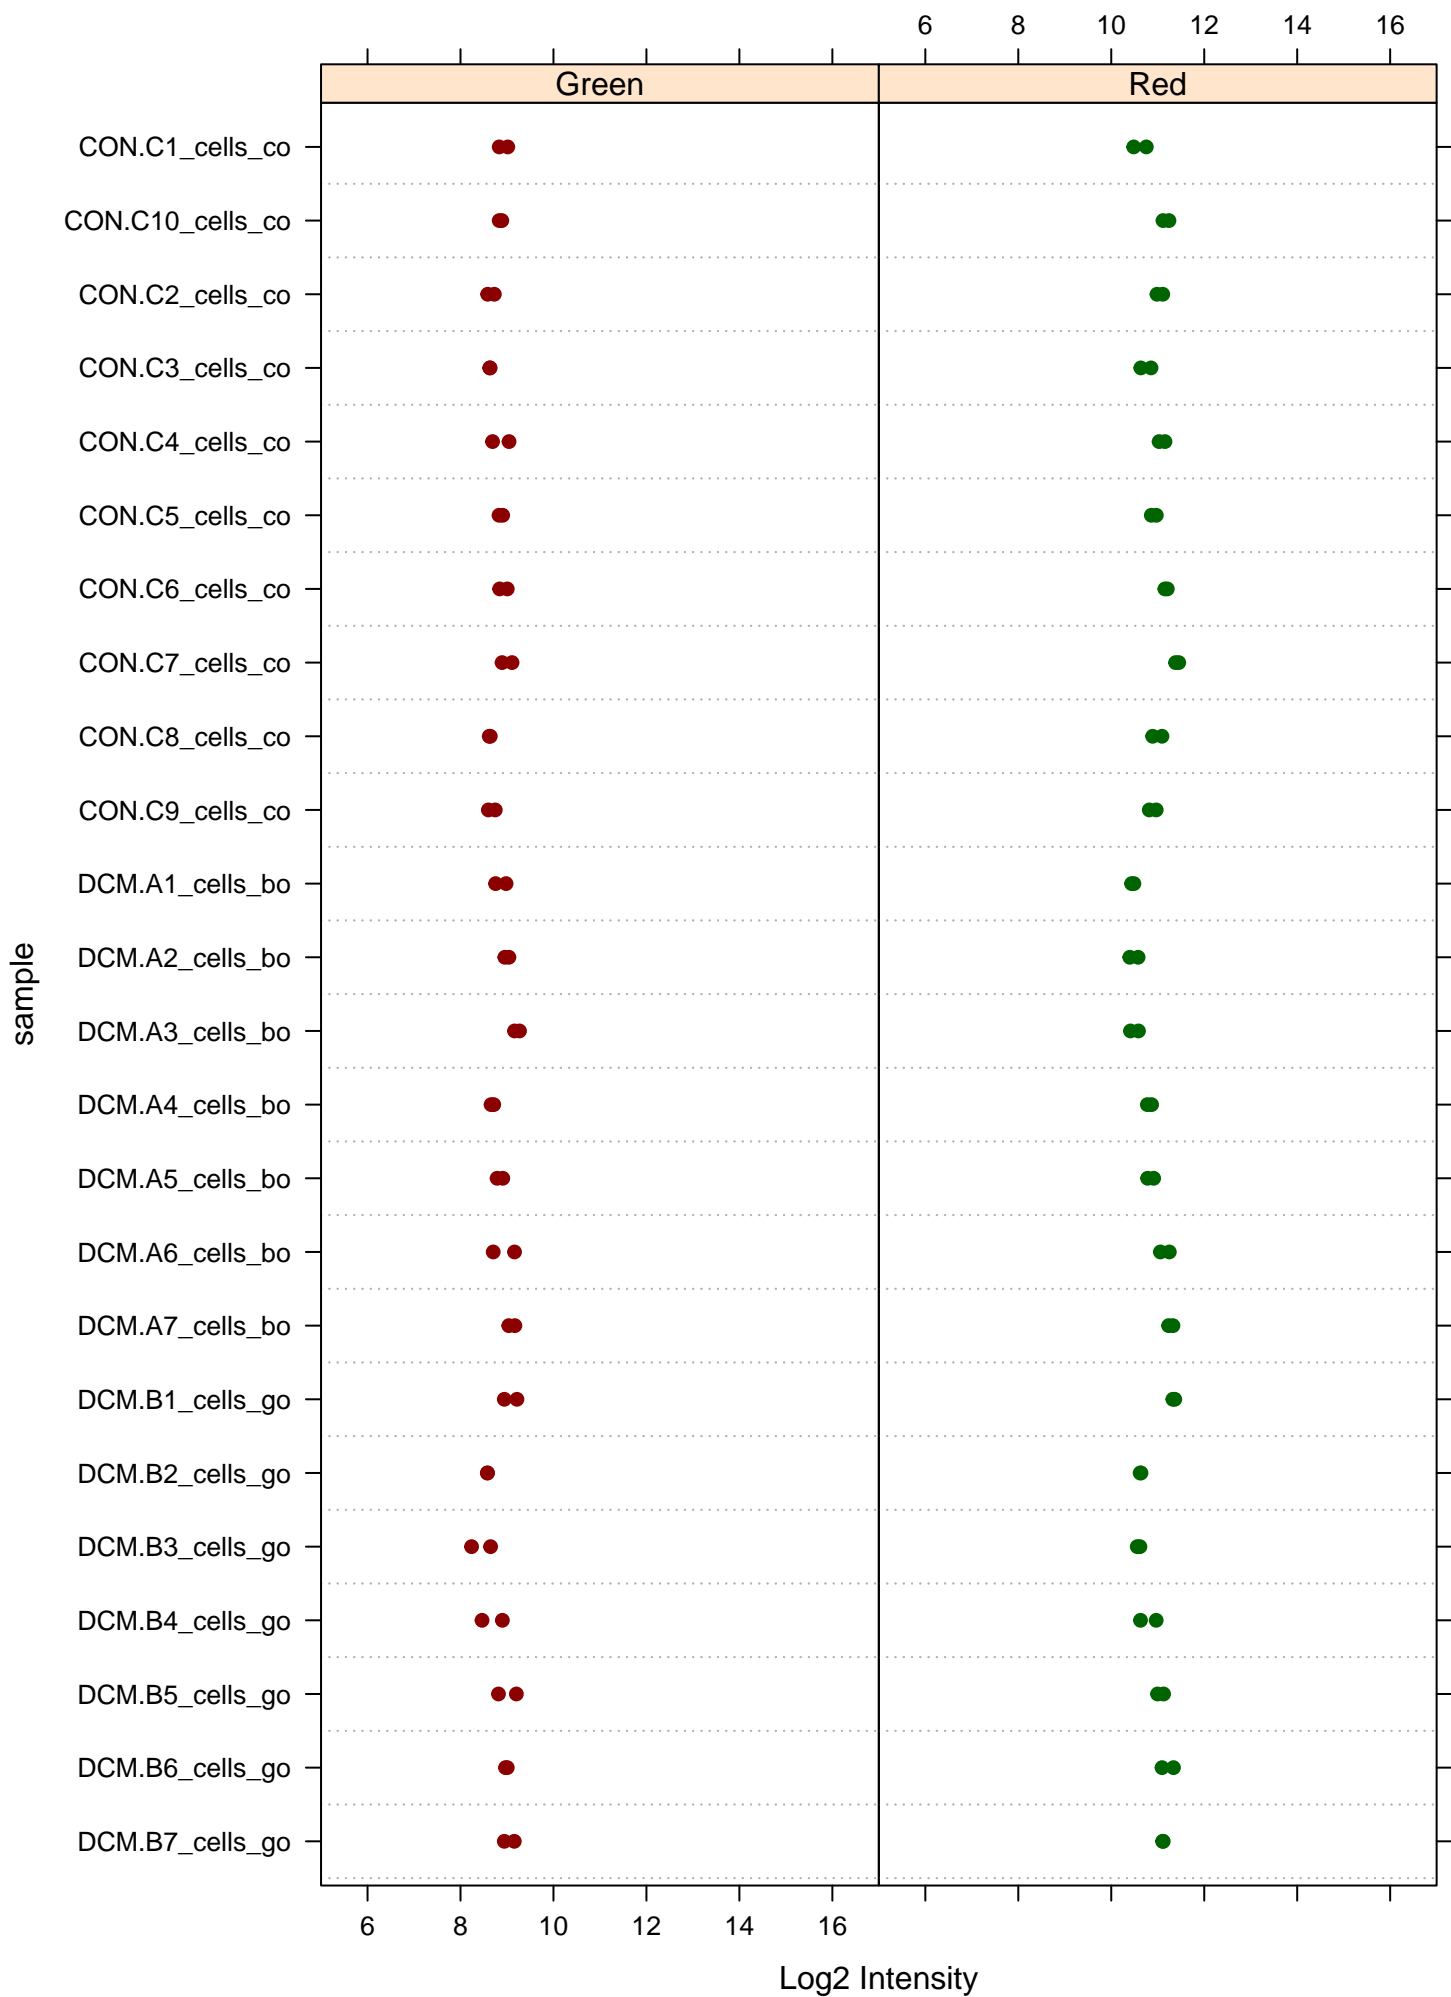 6 8 10 12 14 16
Green Red
CON.C1_cells_co
CON.C10_cells_co
CON.C2_cells_co
CON.C3_cells_co
CON.C4_cells_co
CON.C5_cells_co
CON.C6_cells_co
CON.C7_cells_co
CON.C8_cells_co
CON.C9_cells_co
DCM.A1_cells_bo
DCM.A2_cells_bo
DCM.A3_cells_bo
DCM.A4_cells_bo
DCM.A5_cells_bo
DCM.A6_cells_bo
DCM.A7_cells_bo
DCM.B1_cells_go
DCM.B2_cells_go
DCM.B3_cells_go
DCM.B4_cells_go
DCM.B5_cells_go
DCM.B6_cells_go
DCM.B7_cells_go
sample
6 8 10 12 14 16
Log2 Intensity